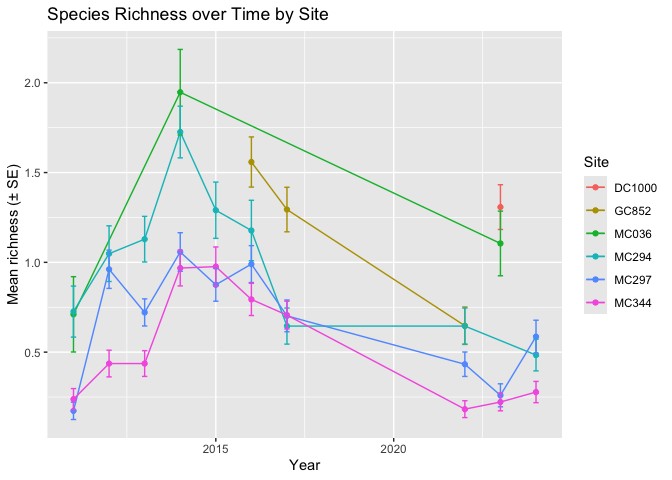 Species Richness over Time by Site
Mean richness (± SE)
2.0
1.5
1.0
0.5
2015
2020
Year
Site
DC1000
GC852
MC036
MC294
MC297
MC344